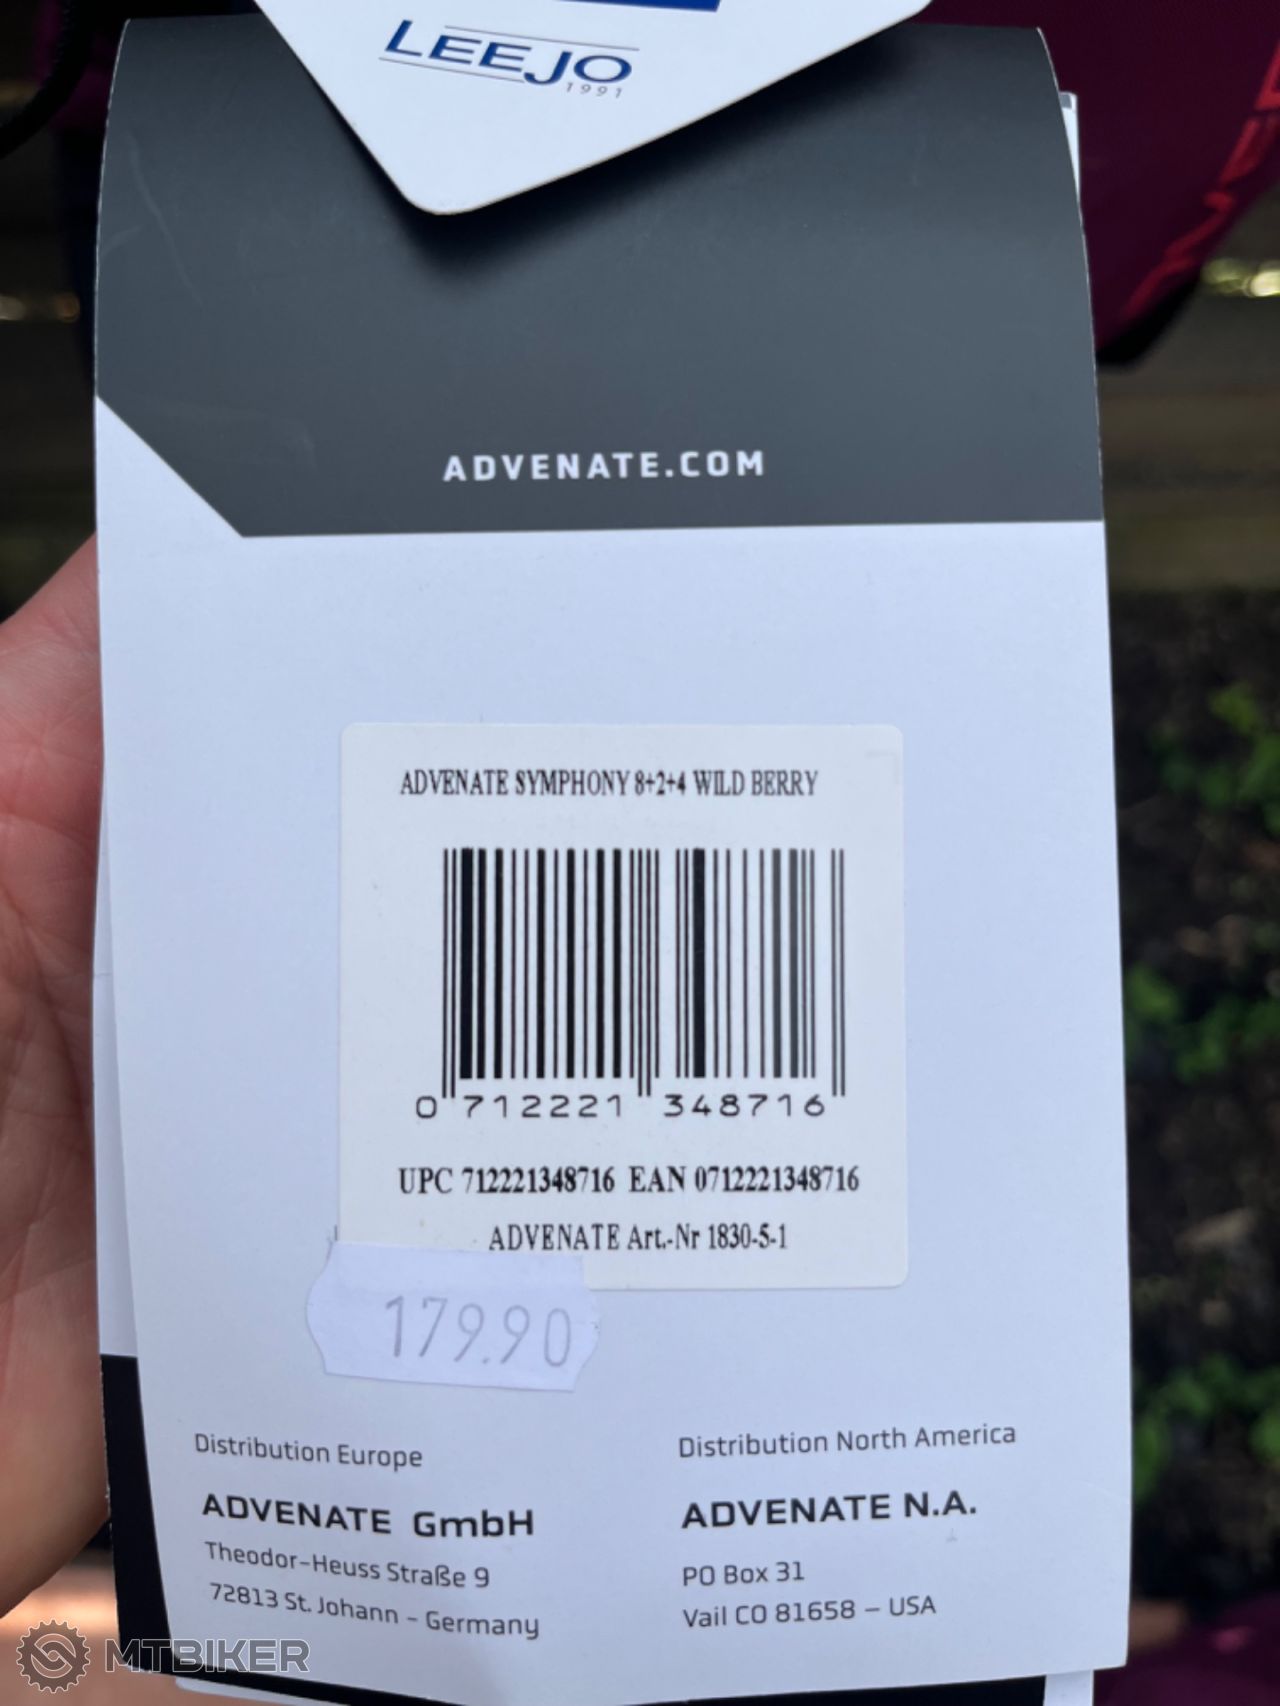 LEEJO
1991
ADVENATE.COM
ADVENATE SYMPHONY 8+2+4 WILD BERRY
0 712221 348716
UPC 712221348716 EAN 0712221348716
ADVENATE Art.-Nr 1830-5-1
179.90
Distribution Europe
ADVENATE GmbH
Theodor-Heuss Straße 9
72813 St. Johann - Germany
Distribution North America
ADVENATE N.A.
PO Box 31
Vail CO 81658 – USA
MTBIKER